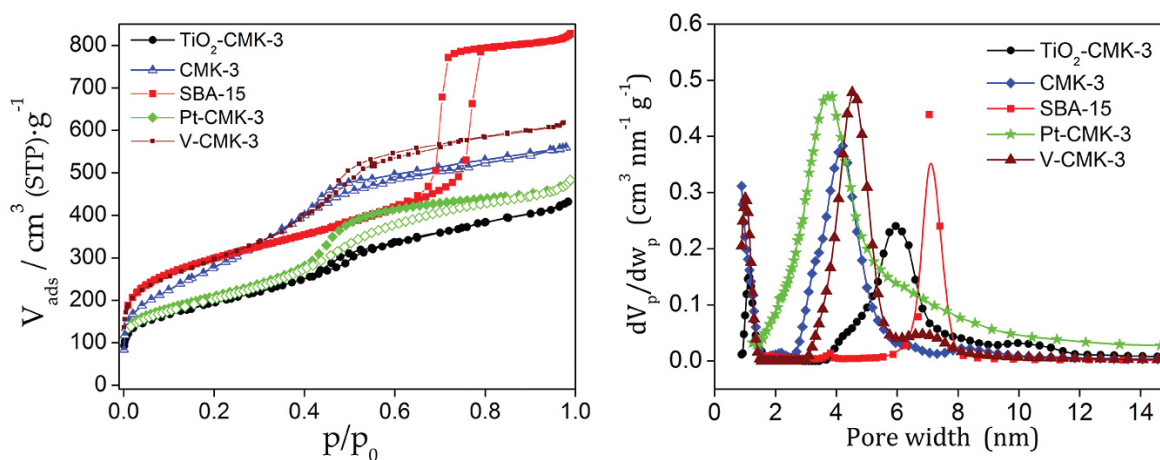 800
700
600
500
400
300
200
100
0
V_ads / cm³ (STP)·g⁻¹
TiO₂-CMK-3
CMK-3
SBA-15
Pt-CMK-3
V-CMK-3
0.0 0.2 0.4 0.6 0.8 1.0
p/p₀
0.6
0.5
0.4
0.3
0.2
0.1
0.0
dV_p/dw_p (cm³ nm⁻¹ g⁻¹)
TiO₂-CMK-3
CMK-3
SBA-15
Pt-CMK-3
V-CMK-3
0 2 4 6 8 10 12 14
Pore width (nm)